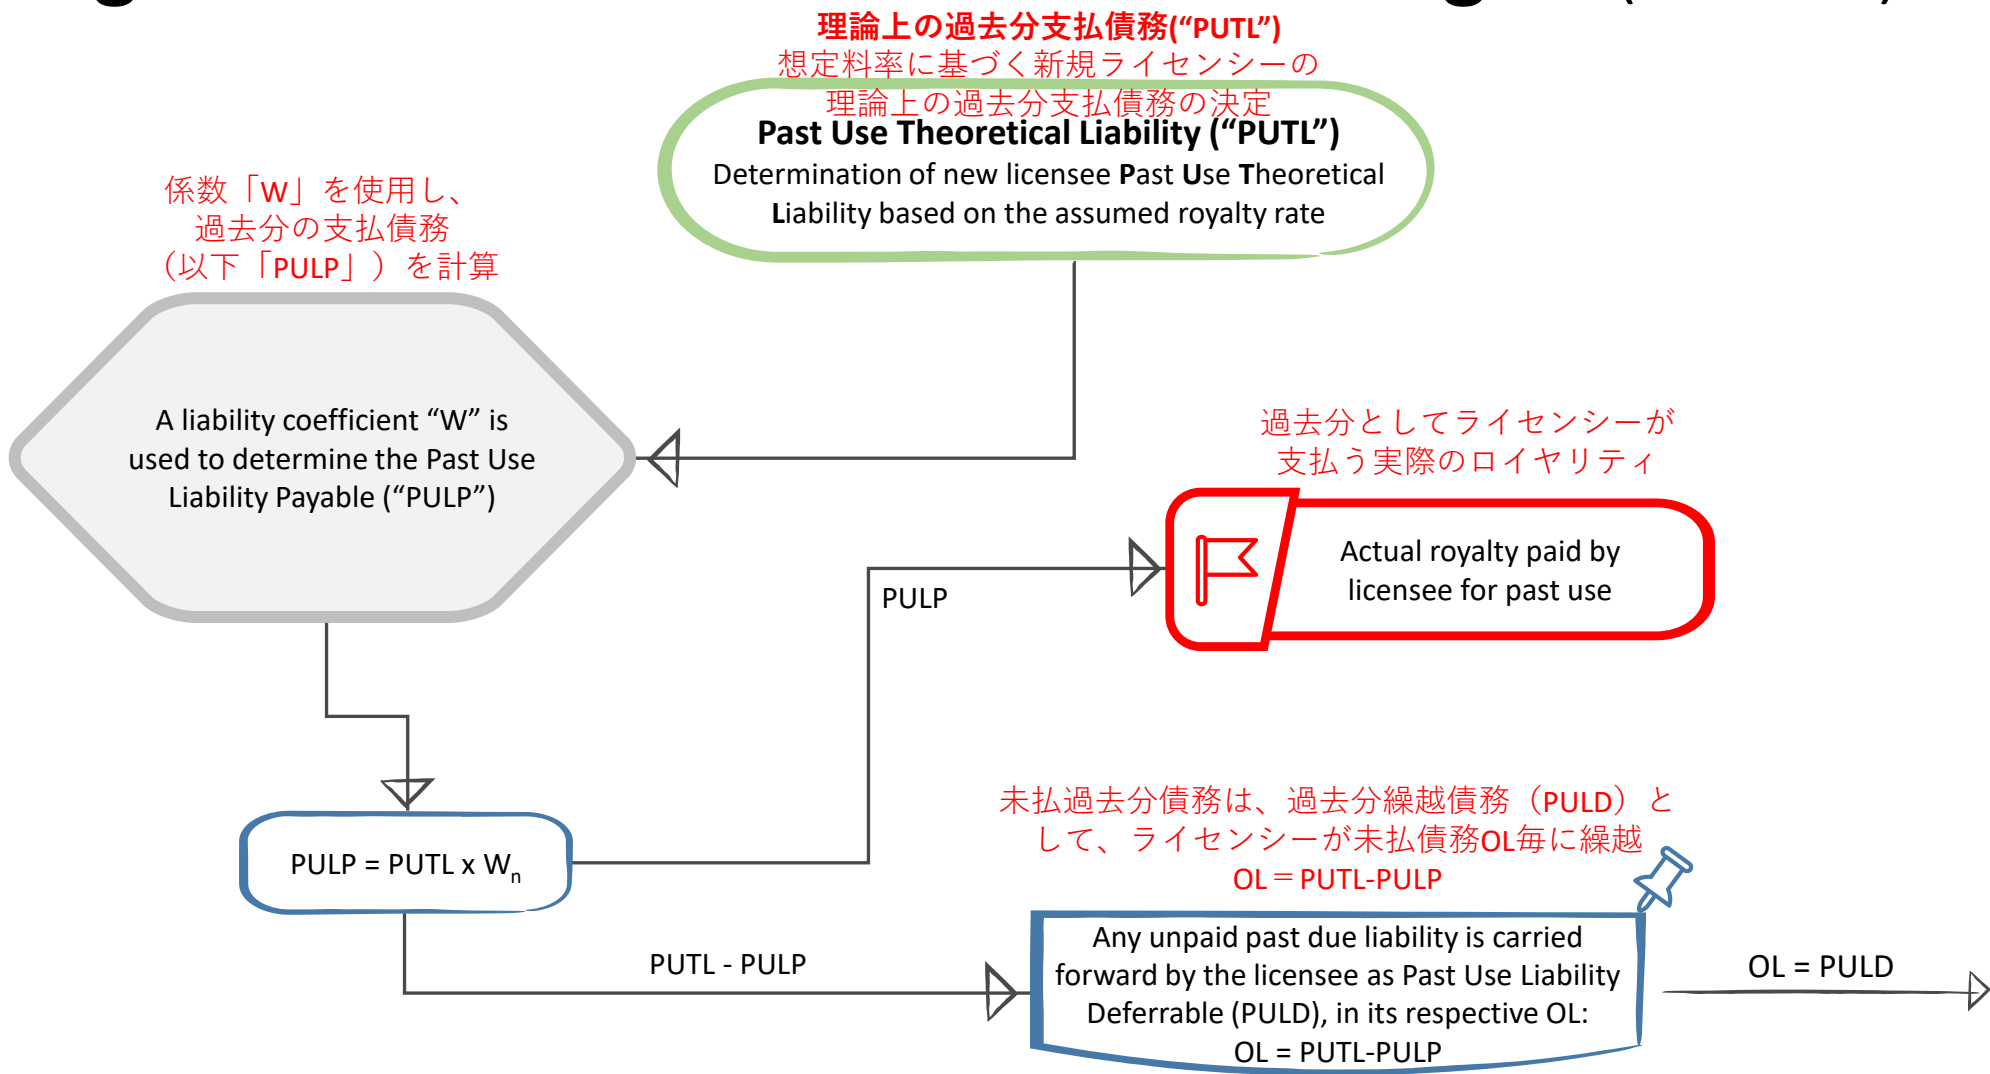 理論上の過去分支払債務(“PUTL”)
想定料率に基づく新規ライセンシーの
理論上の過去分支払債務の決定
Past Use Theoretical Liability (“PUTL”)
Determination of new licensee Past Use Theoretical
Liability based on the assumed royalty rate
係数「W」を使用し、
過去分の支払債務
（以下「PULP」）を計算
A liability coefficient “W” is
used to determine the Past Use
Liability Payable (“PULP”)
過去分としてライセンシーが
支払う実際のロイヤリティ
Actual royalty paid by
licensee for past use
PULP
PULP = PUTL x Wn
未払過去分債務は、過去分繰越債務（PULD）と
して、ライセンシーが未払債務OL毎に繰越
OL＝PUTL-PULP
PUTL - PULP
Any unpaid past due liability is carried
forward by the licensee as Past Use Liability
Deferrable (PULD), in its respective OL:
OL = PUTL-PULP
OL = PULD